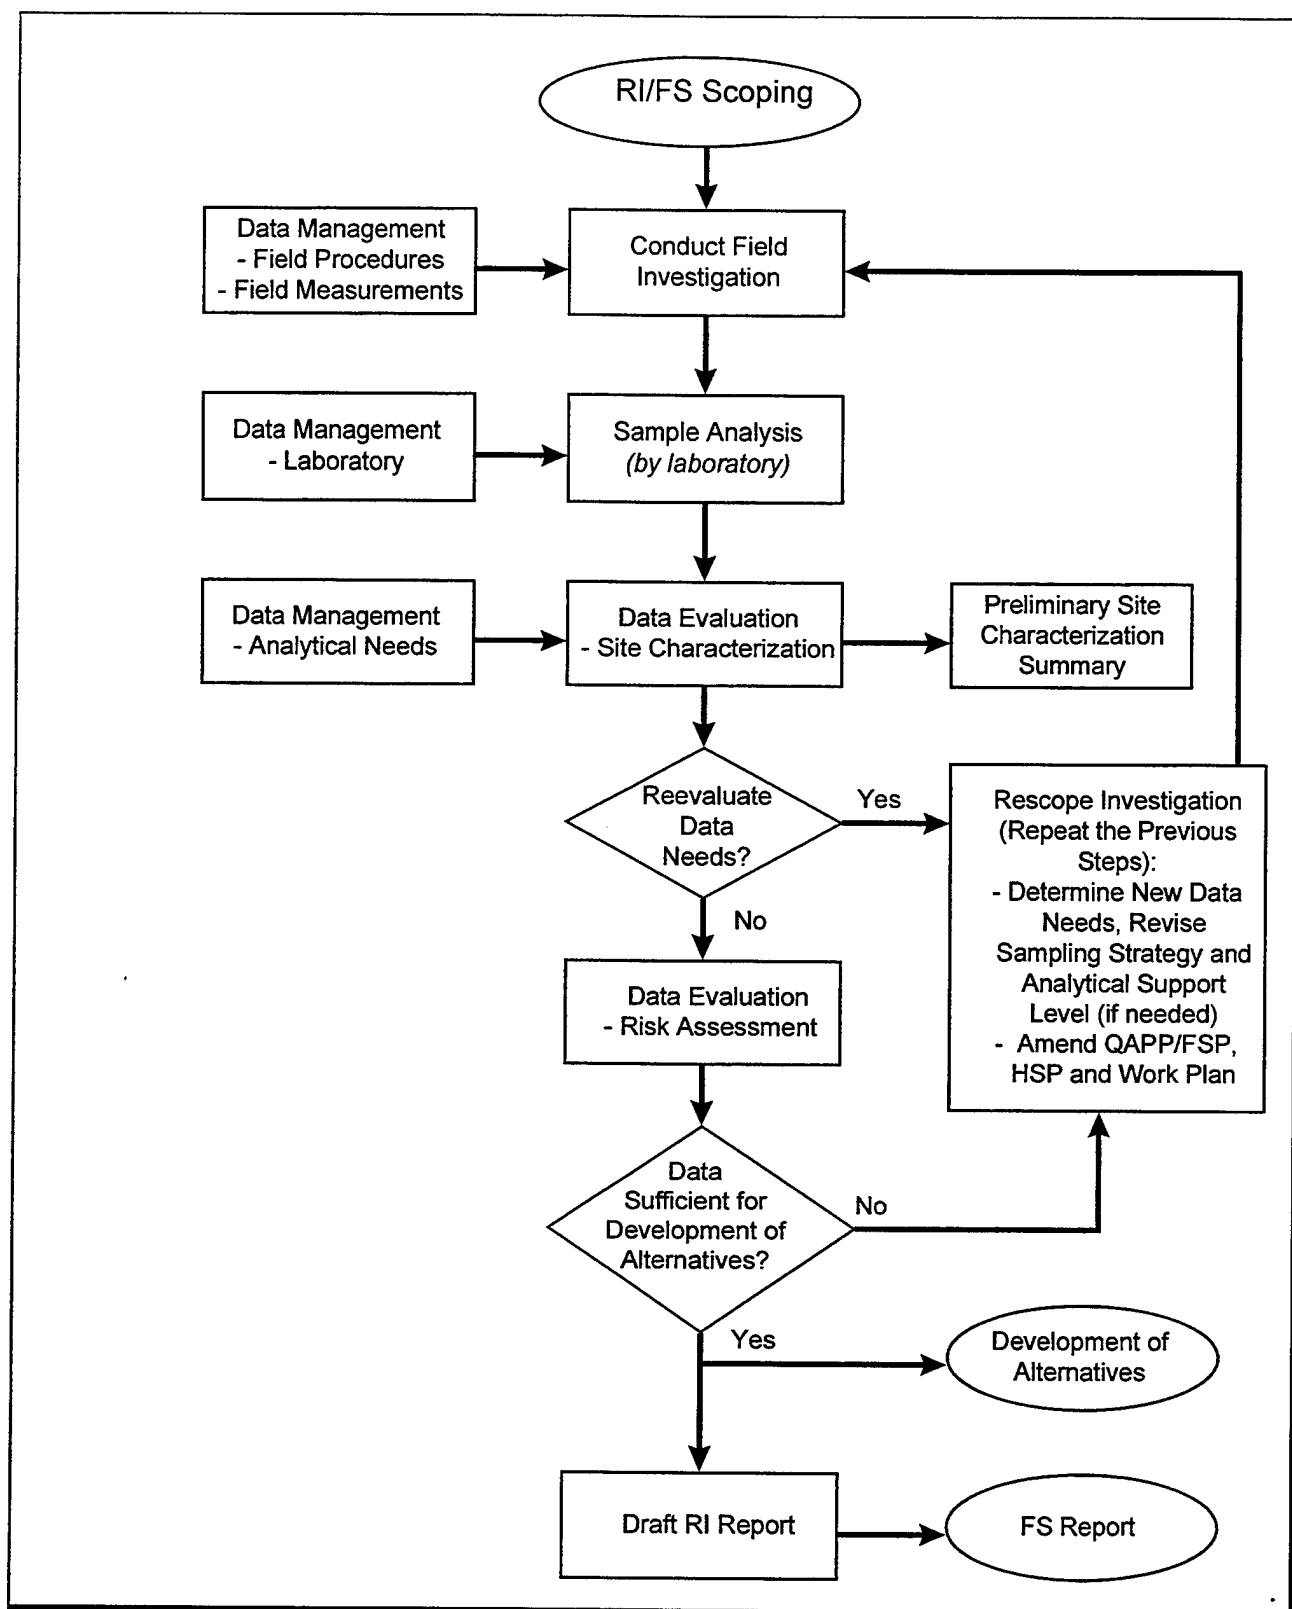 RI/FS Scoping
Data Management
- Field Procedures
- Field Measurements
Conduct Field
Investigation
Data Management
- Laboratory
Sample Analysis
(by laboratory)
Data Management
- Analytical Needs
Data Evaluation
- Site Characterization
Preliminary Site
Characterization
Summary
Reevaluate
Data
Needs?
Yes
No
Rescope Investigation
(Repeat the Previous
Steps):
- Determine New Data
Needs, Revise
Sampling Strategy and
Analytical Support
Level (if needed)
- Amend QAPP/FSP,
HSP and Work Plan
Data Evaluation
- Risk Assessment
Data
Sufficient for
Development of
Alternatives?
No
Yes
Development of
Alternatives
Draft RI Report
FS Report